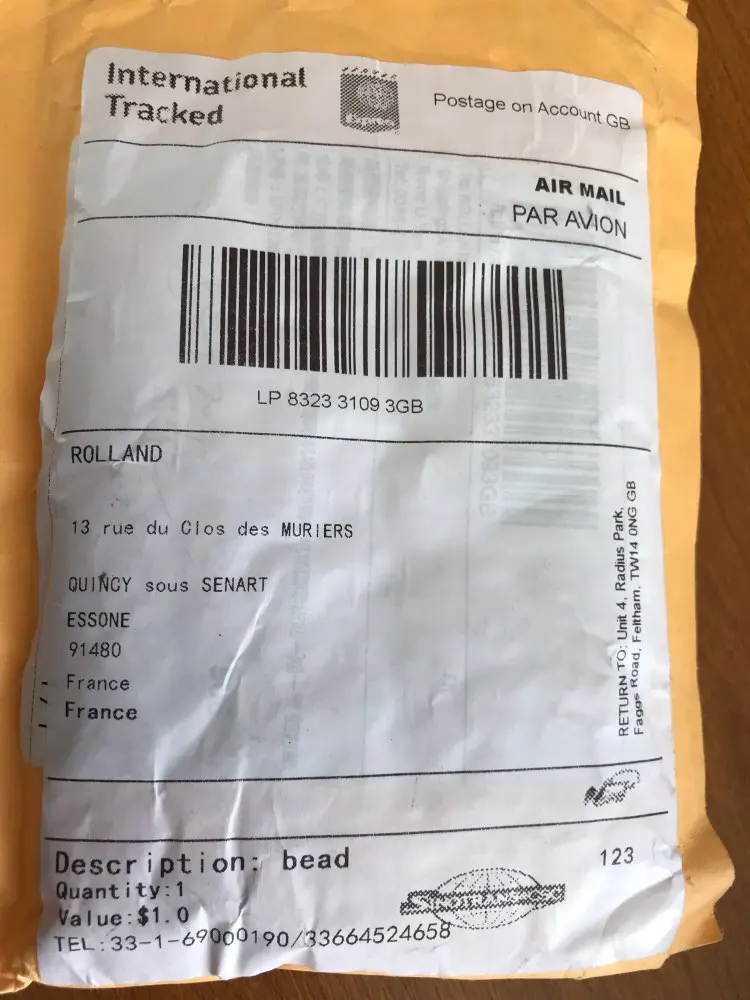 International
Tracked
Express
Postage on Account GB
AIR MAIL
PAR AVION
LP 8323 3109 3GB
ROLLAND
13 rue du Clos des MURIERS
QUINCY sous SENART
ESSONE
91480
France
France
RETURN TO: Unit 4, Radius Park,
Faggs Road, Feltham, TW14 0NG GB
Description: bead
123
Quantity:1
Value:$1.0
TEL:33-1-69000190/33664524658